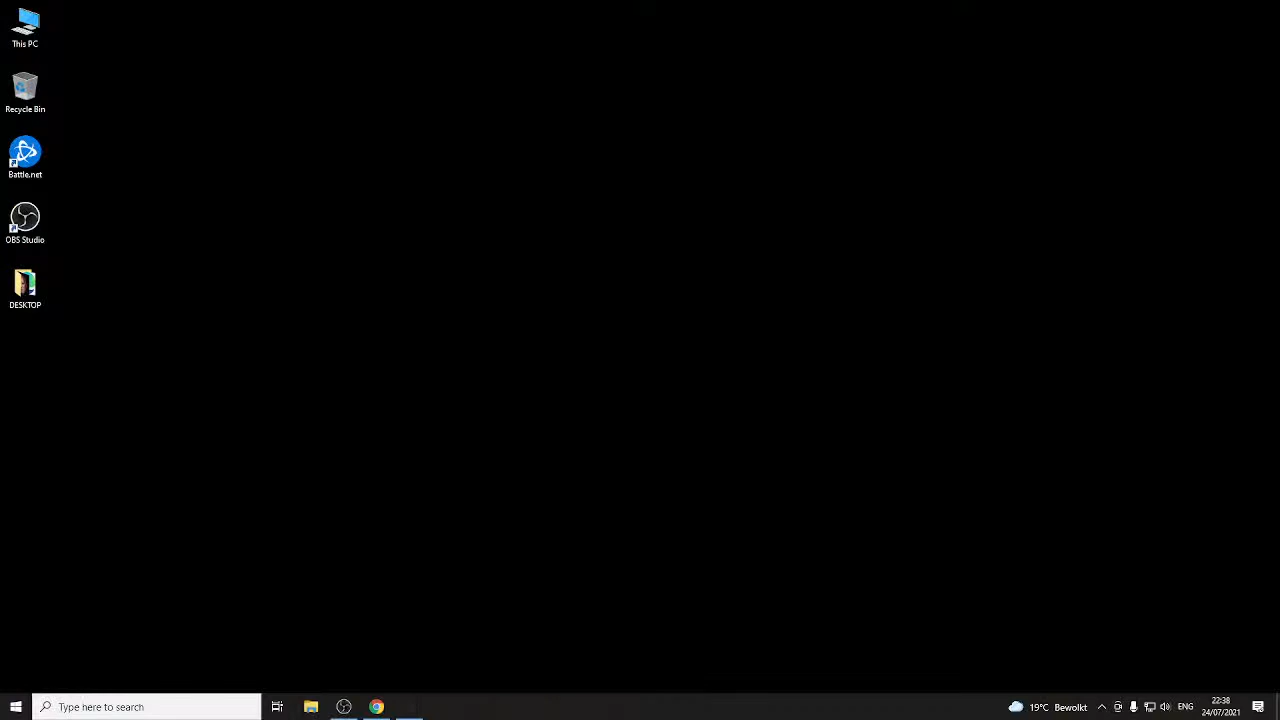 This PC
Recycle Bin
Battle.net
OBS Studio
DESKTOP
Type here to search
19°C Bewolkt
ENG
22:38
24/07/2021